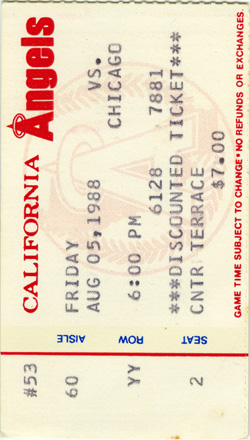 CALIFORNIA Angels
#53
FRIDAY VS.
AUG 05,1988 CHICAGO
6:00 PM 6128 7881
***DISCOUNTED TICKET***
CNTR TERRACE $7.00
GAME TIME SUBJECT TO CHANGE • NO REFUNDS OR EXCHANGES.
AISLE ROW SEAT
60 YY 2